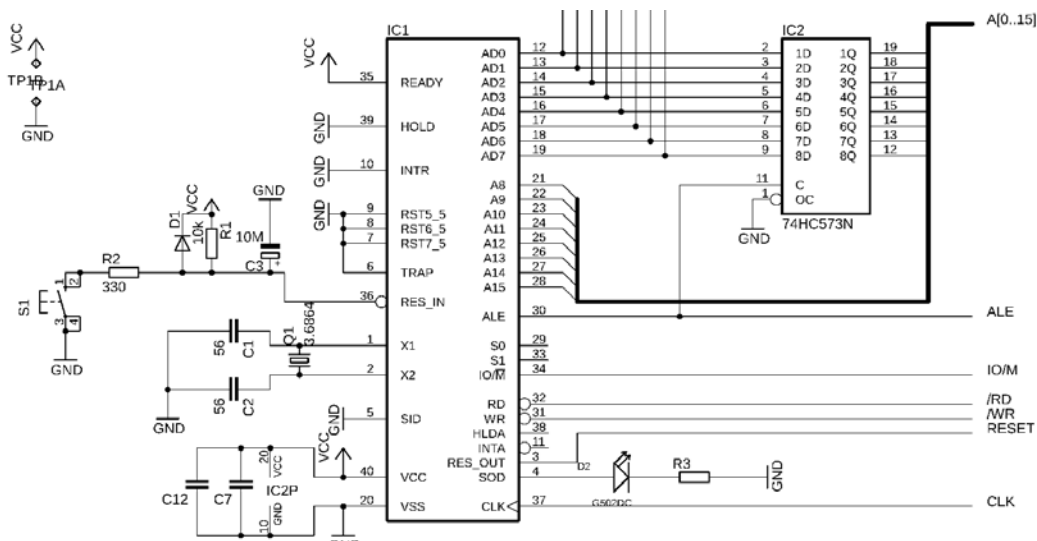 IC1
IC2
A[0..15]
VCC
TP1B
TP1A
GND
VCC
35 READY
GND 39 HOLD
GND 10 INTR
GND
9 RST5_5
8 RST6_5
7 RST7_5
6 TRAP
36 RES_IN
1 X1
2 X2
GND 5 SID
VCC
40 VCC
20 VSS
AD0 12
AD1 13
AD2 14
AD3 15
AD4 16
AD5 17
AD6 18
AD7 19
A8 21
A9 22
A10 23
A11 24
A12 25
A13 26
A14 27
A15 28
ALE 30
S0 29
S1 33
IO/M 34
RD 32
WR 31
HLDA 38
INTA 11
RES_OUT 3
SOD 4
CLK 37
2 1D 1Q 19
3 2D 2Q 18
4 3D 3Q 17
5 4D 4Q 16
6 5D 5Q 15
7 6D 6Q 14
8 7D 7Q 13
9 8D 8Q 12
11 C
1 OC
GND
74HC573N
ALE
IO/M
/RD
/WR
RESET
CLK
D2
G502DC
R3
GND
D1
VCC
10k
R1
GND
10M
C3
+
R2
330
S1
1
2
3
4
GND
56
C1
56
C2
GND
Q1
3.6864
C12
C7
20
VCC
IC2P
10
GND